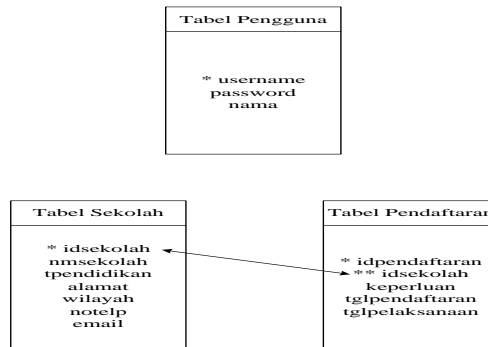 Tabel Pengguna
* username
password
nama
Tabel Sekolah
* idsekolah
nmsekolah
tpendidikan
alamat
wilayah
notelp
email
Tabel Pendaftaran
* idpendaftaran
* * idsekolah
keperluan
tglpendaftaran
tglpelaksanaan